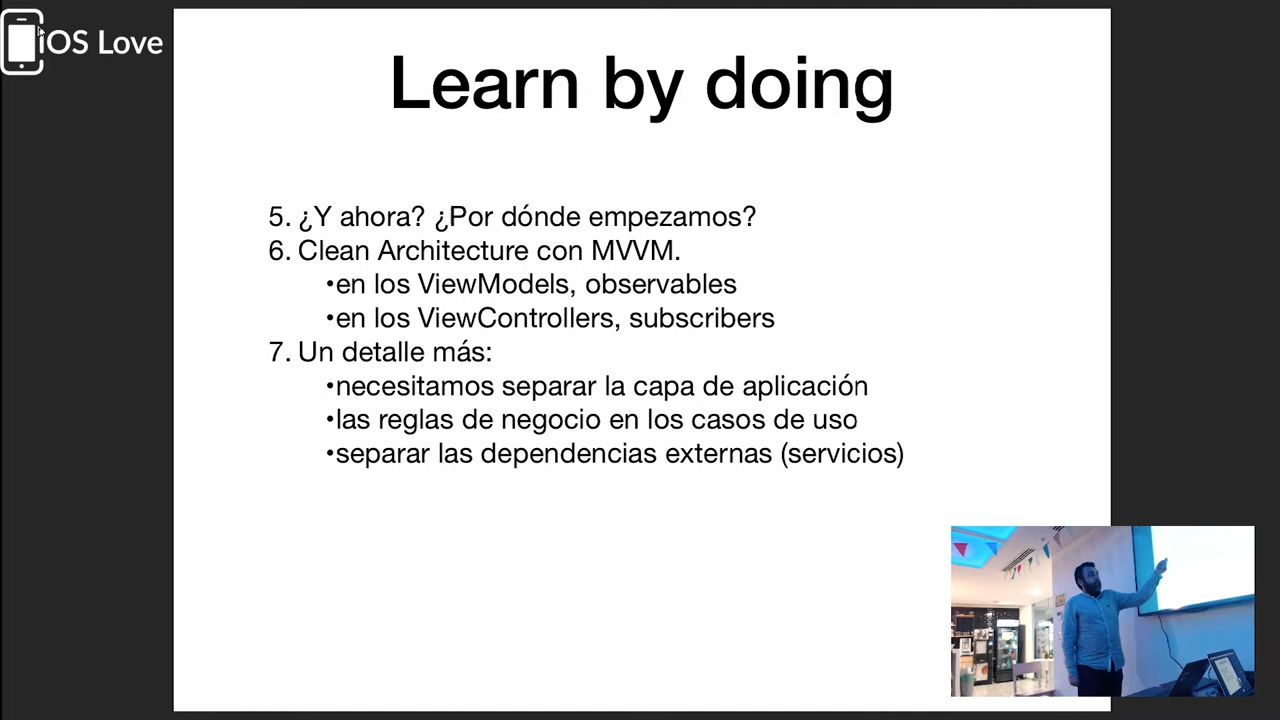 iOS Love
Learn by doing
5. ¿Y ahora? ¿Por dónde empezamos?
6. Clean Architecture con MVVM.
•en los ViewModels, observables
•en los ViewControllers, subscribers
7. Un detalle más:
•necesitamos separar la capa de aplicación
•las reglas de negocio en los casos de uso
•separar las dependencias externas (servicios)